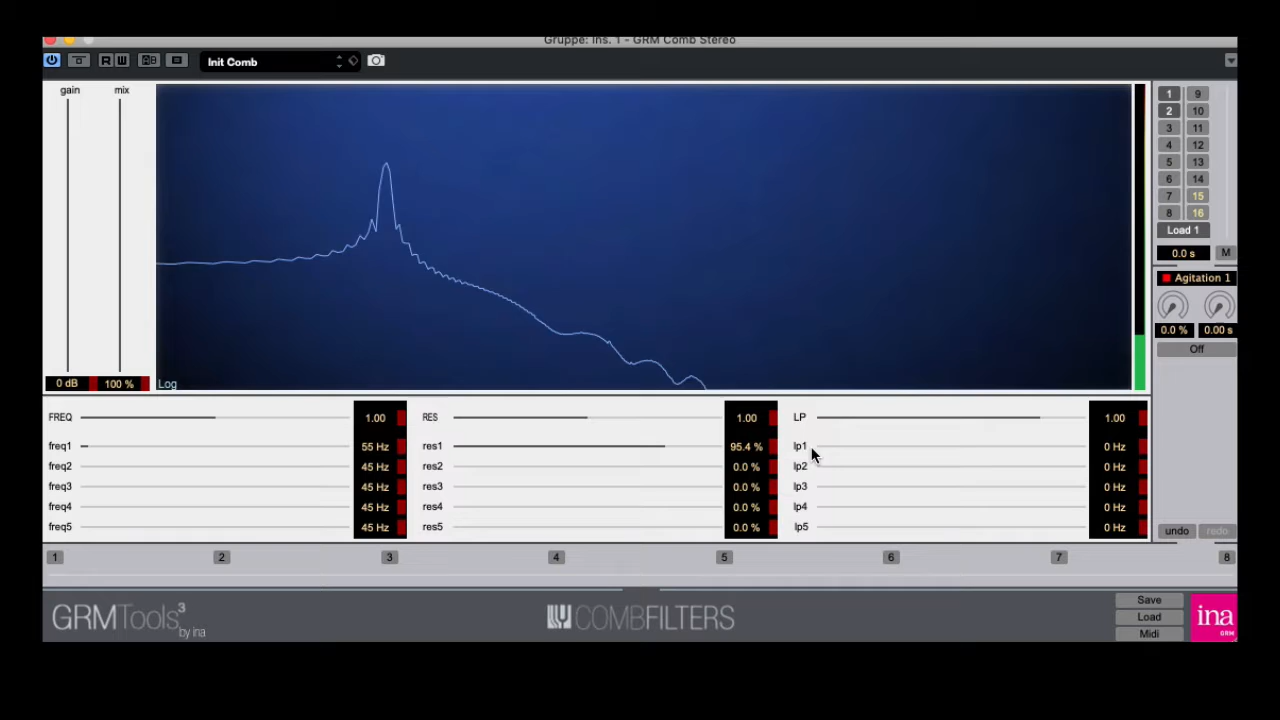 Gruppe: Ins. 1 - GRM Comb Stereo
R W Init Comb
gain mix
0 dB 100 % Log
1 9
2 10
3 11
4 12
5 13
6 14
7 15
8 16
Load 1
0.0 s M
Agitation 1
0.0 % 0.00 s
Off
undo redo
FREQ 1.00 RES 1.00 LP 1.00
freq1 55 Hz res1 95.4 % lp1 0 Hz
freq2 45 Hz res2 0.0 % lp2 0 Hz
freq3 45 Hz res3 0.0 % lp3 0 Hz
freq4 45 Hz res4 0.0 % lp4 0 Hz
freq5 45 Hz res5 0.0 % lp5 0 Hz
1 2 3 4 5 6 7 8
GRMTools3
by ina
COMBFILTERS
Save
Load
Midi
ina
GRM